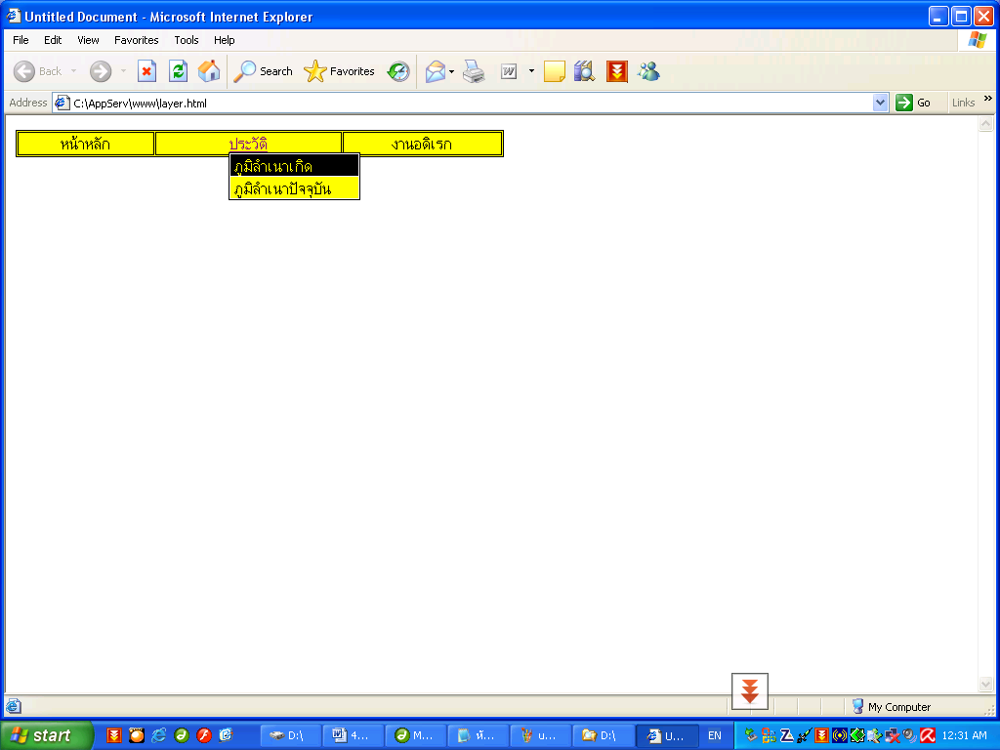 Untitled Document - Microsoft Internet Explorer
File Edit View Favorites Tools Help
Back Search Favorites
Address C:\AppServ\www\layer.html Go Links »
หน้าหลัก ประวัติ งานอดิเรก
ภูมิลำเนาเกิด
ภูมิลำเนาปัจจุบัน
My Computer
start D:\ 4... M... หั... u... D:\ U... EN 12:31 AM